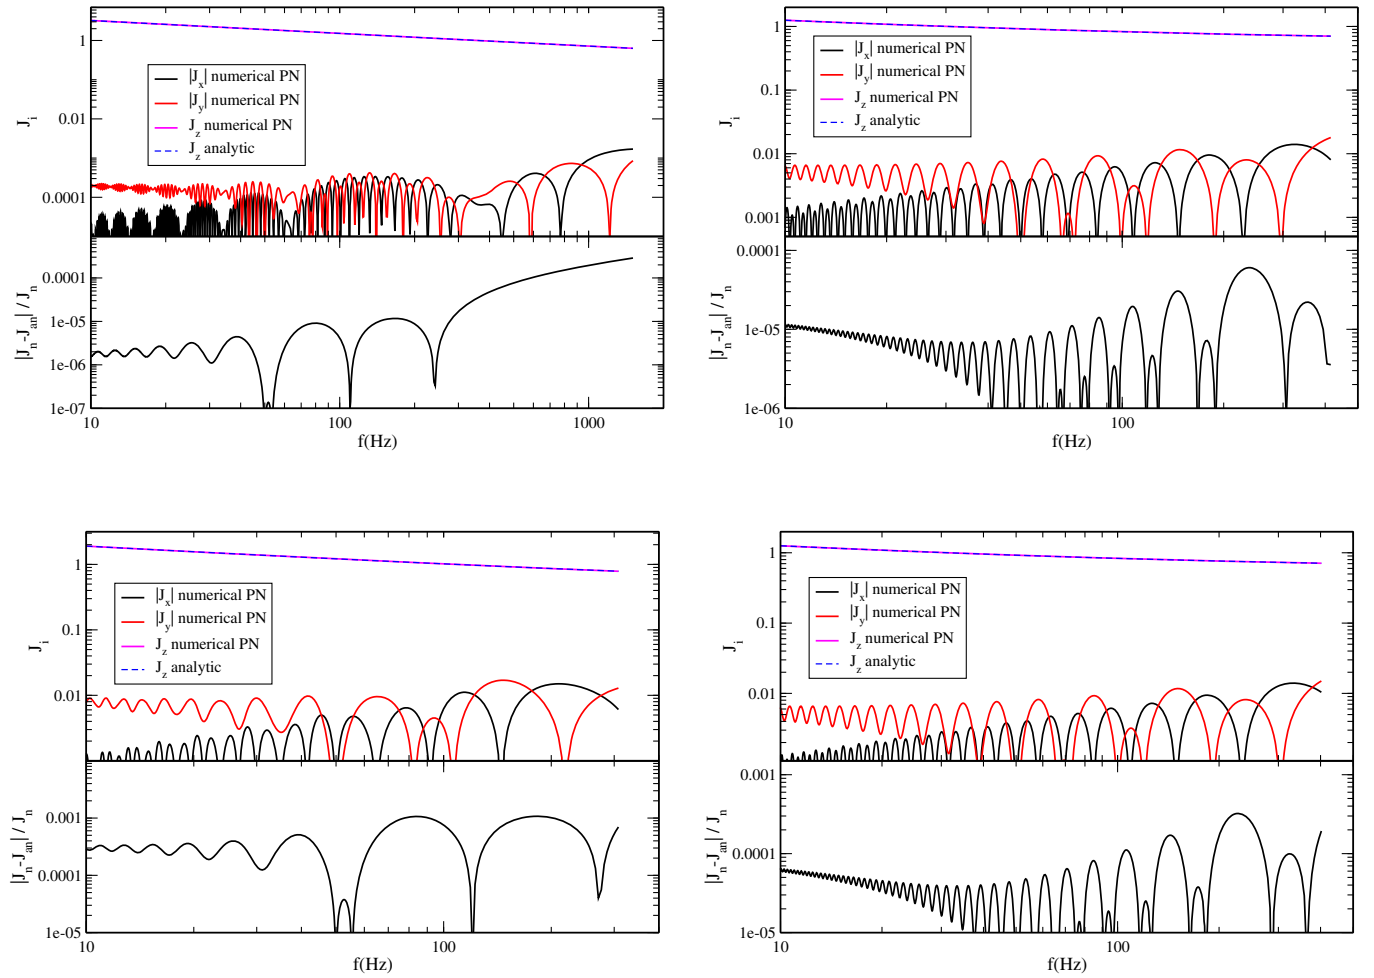 1
0.01
0.0001
J_i
|J_x| numerical PN
|J_y| numerical PN
J_z numerical PN
J_z analytic
0.0001
1e-05
1e-06
1e-07
|J_n-J_an| / J_n
10
100
1000
f(Hz)
1
0.1
0.01
0.001
J_i
|J_x| numerical PN
|J_y| numerical PN
J_z numerical PN
J_z analytic
0.0001
1e-05
1e-06
|J_n-J_an| / J_n
10
100
f(Hz)
1
0.1
0.01
J_i
|J_x| numerical PN
|J_y| numerical PN
J_z numerical PN
J_z analytic
0.001
0.0001
1e-05
|J_n-J_an| / J_n
10
100
f(Hz)
1
0.1
0.01
J_i
|J_x| numerical PN
|J_y| numerical PN
J_z numerical PN
J_z analytic
0.001
0.0001
1e-05
|J_n-J_an| / J_n
10
100
f(Hz)